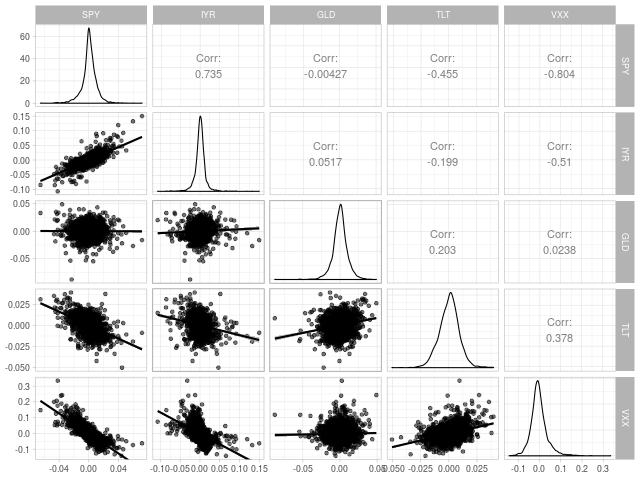 SPY IYR GLD TLT VXX
60
40
20
0
Corr:
0.735
Corr:
-0.00427
Corr:
-0.455
Corr:
-0.804
SPY
0.15
0.10
0.05
0.00
-0.05
-0.10
Corr:
0.0517
Corr:
-0.199
Corr:
-0.51
IYR
0.05
0.00
-0.05
Corr:
0.203
Corr:
0.0238
GLD
0.025
0.000
-0.025
-0.050
Corr:
0.378
TLT
0.3
0.2
0.1
0.0
-0.1
VXX
-0.04 0.00 0.04 -0.10 -0.05 0.00 0.05 0.10 0.15 -0.05 0.00 0.05 -0.050 -0.025 0.000 0.025 -0.1 0.0 0.1 0.2 0.3